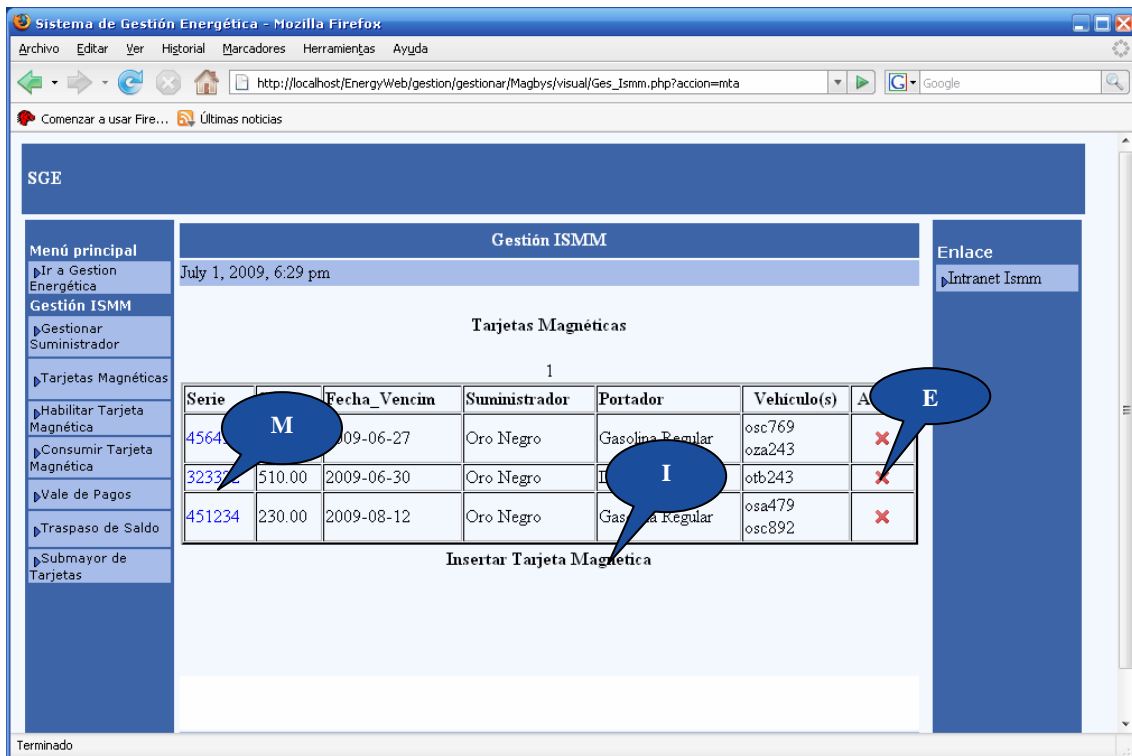 Sistema de Gestión Energética - Mozilla Firefox
Archivo Editar Ver Historial Marcadores Herramientas Ayuda
http://localhost/EnergyWeb/gestion/gestionar/Magbys/visual/Ges_Ismm.php?accion=mta
G Google
Comenzar a usar Fire... Últimas noticias
SGE
Menú principal
Ir a Gestion
Energética
Gestión ISMM
Gestionar
Suministrador
Tarjetas Magnéticas
Habilitar Tarjeta
Magnética
Consumir Tarjeta
Magnética
Vale de Pagos
Traspaso de Saldo
Submayor de
Tarjetas
Gestión ISMM
July 1, 2009, 6:29 pm
Tarjetas Magnéticas
1
Serie Fecha_Vencim Suministrador Portador Vehículo(s)
009-06-27 Oro Negro Gasolina Regular osc769
oza243
510.00 2009-06-30 Oro Negro otb243
451234 230.00 2009-08-12 Oro Negro Regular osa479
osc892
Insertar Tarjeta Magnética
M
I
E
Enlace
Intranet Ismm
Terminado